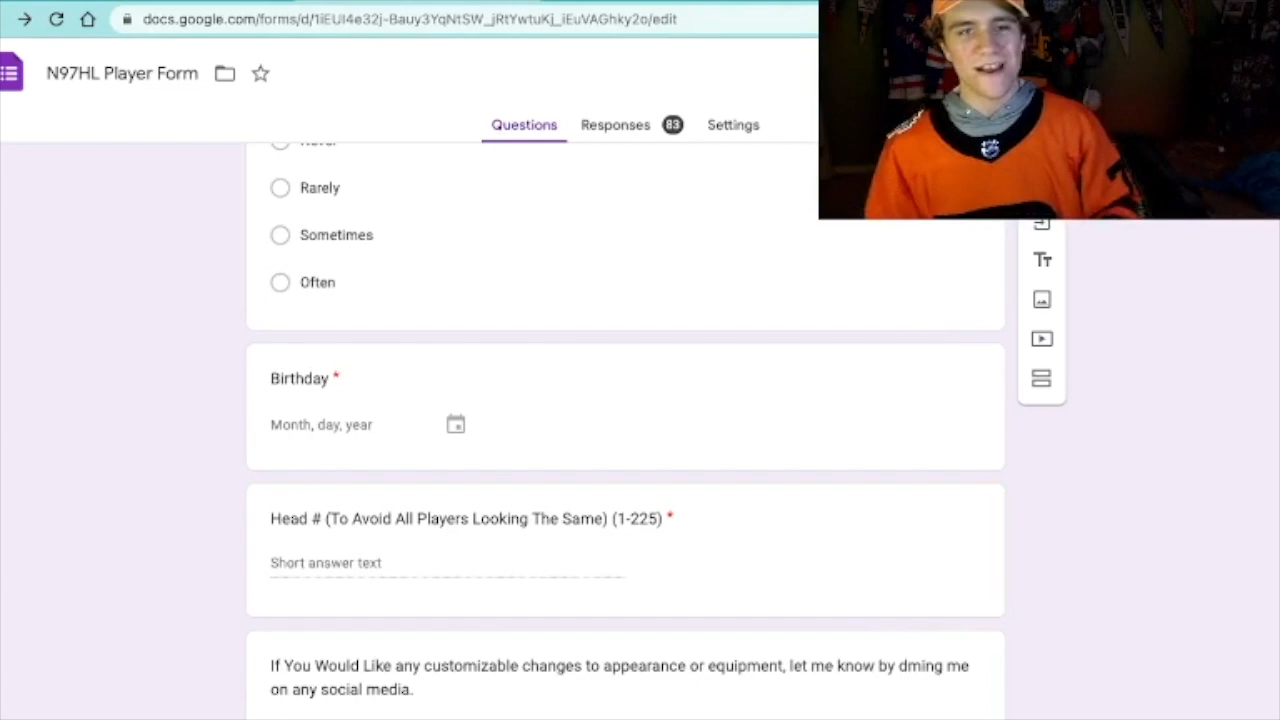 docs.google.com/forms/d/1iEUI4e32j-Bauy3YqNtSW_jRtYwtuKj_iEuVAGhky2o/edit
N97HL Player Form
Questions Responses 83 Settings
Rarely
Sometimes
Often
Tт
Birthday *
Month, day, year
Head # (To Avoid All Players Looking The Same) (1-225) *
Short answer text
If You Would Like any customizable changes to appearance or equipment, let me know by dming me
on any social media.